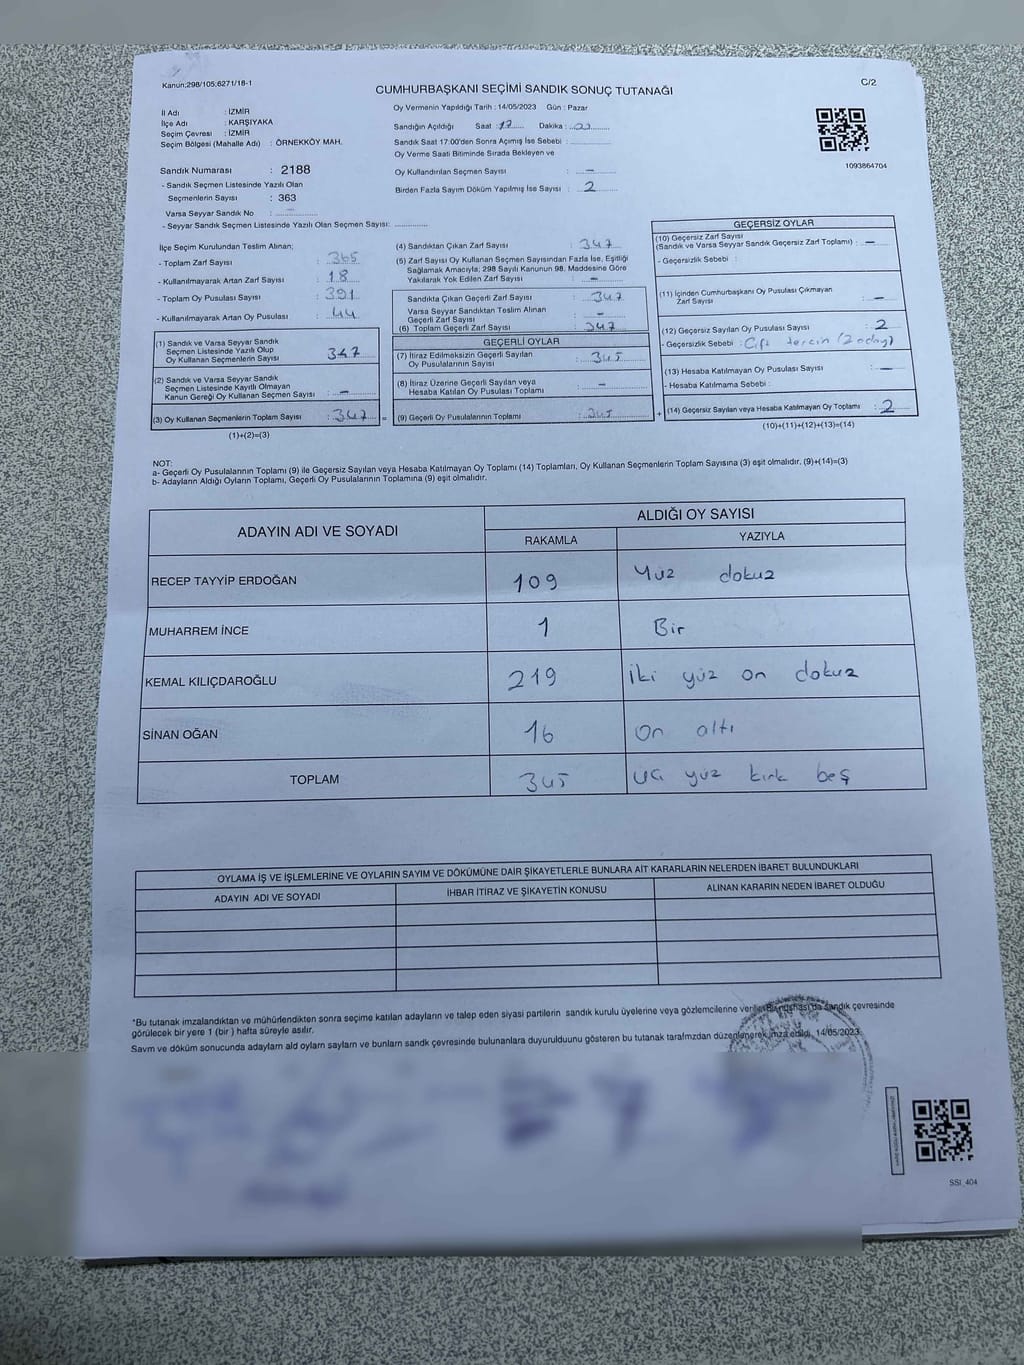 Kanun:298/105;6271/18-1
C/2
CUMHURBAŞKANI SEÇİMİ SANDIK SONUÇ TUTANAĞI
İl Adı : İZMİR
İlçe Adı : KARŞIYAKA
Seçim Çevresi : İZMİR
Seçim Bölgesi (Mahalle Adı) : ÖRNEKKÖY MAH.
Sandık Numarası : 2188
- Sandık Seçmen Listesinde Yazılı Olan
Seçmenlerin Sayısı : 363
Varsa Seyyar Sandık No :
- Seyyar Sandık Seçmen Listesinde Yazılı Olan Seçmen Sayısı:
Oy Vermenin Yapıldığı Tarih : 14/05/2023 Gün : Pazar
Sandığın Açıldığı Saat : 17 Dakika :
Sandık Saat 17:00'den Sonra Açımış İse Sebebi :
Oy Verme Saati Bitiminde Sırada Bekleyen ve
Oy Kullandırılan Seçmen Sayısı : -
Birden Fazla Sayım Döküm Yapılmış İse Sayısı : 2
1093864704
İlçe Seçim Kurulundan Teslim Alınan;
- Toplam Zarf Sayısı : 365
- Kullanılmayarak Artan Zarf Sayısı : 18
- Toplam Oy Pusulası Sayısı : 391
- Kullanılmayarak Artan Oy Pusulası : 44
(1) Sandık ve Varsa Seyyar Sandık
Seçmen Listesinde Yazılı Olup
Oy Kullanan Seçmenlerin Sayısı : 347
(2) Sandık ve Varsa Seyyar Sandık
Seçmen Listesinde Kayıtlı Olmayan
Kanun Gereği Oy Kullanan Seçmen Sayısı : -
(3) Oy Kullanan Seçmenlerin Toplam Sayısı : 347 =
(1)+(2)=(3)
(4) Sandıktan Çıkan Zarf Sayısı : 347
(5) Zarf Sayısı Oy Kullanan Seçmen Sayısından Fazla İse, Eşitliği
Sağlamak Amacıyla; 298 Sayılı Kanunun 98. Maddesine Göre
Yakılarak Yok Edilen Zarf Sayısı : -
Sandıkta Çıkan Geçerli Zarf Sayısı : 347
Varsa Seyyar Sandıktan Teslim Alınan
Geçerli Zarf Sayısı : -
(6) Toplam Geçerli Zarf Sayısı : 347
GEÇERLİ OYLAR
(7) İtiraz Edilmeksizin Geçerli Sayılan
Oy Pusulalarının Sayısı : 345
(8) İtiraz Üzerine Geçerli Sayılan veya
Hesaba Katılan Oy Pusulası Toplamı : -
(9) Geçerli Oy Pusulalarının Toplamı : 345 +
GEÇERSİZ OYLAR
(10) Geçersiz Zarf Sayısı
(Sandık ve Varsa Seyyar Sandık Geçersiz Zarf Toplamı) : -
- Geçersizlik Sebebi :
(11) İçinden Cumhurbaşkanı Oy Pusulası Çıkmayan
Zarf Sayısı : -
(12) Geçersiz Sayılan Oy Pusulası Sayısı : 2
- Geçersizlik Sebebi : Çift tercih (2 aday)
(13) Hesaba Katılmayan Oy Pusulası Sayısı : -
- Hesaba Katılmama Sebebi :
(14) Geçersiz Sayılan veya Hesaba Katılmayan Oy Toplamı : 2
(10)+(11)+(12)+(13)=(14)
NOT:
a- Geçerli Oy Pusulalarının Toplamı (9) ile Geçersiz Sayılan veya Hesaba Katılmayan Oy Toplamı (14) Toplamları, Oy Kullanan Seçmenlerin Toplam Sayısına (3) eşit olmalıdır. (9)+(14)=(3)
b- Adayların Aldığı Oyların Toplamı, Geçerli Oy Pusulalarının Toplamına (9) eşit olmalıdır.
ADAYIN ADI VE SOYADI
ALDIĞI OY SAYISI
RAKAMLA YAZIYLA
RECEP TAYYİP ERDOĞAN 109 Yüz dokuz
MUHARREM İNCE 1 Bir
KEMAL KILIÇDAROĞLU 219 İki yüz on dokuz
SİNAN OĞAN 16 On altı
TOPLAM 345 Üç yüz kırk beş
OYLAMA İŞ VE İŞLEMLERİNE VE OYLARIN SAYIM VE DÖKÜMÜNE DAİR ŞİKAYETLERLE BUNLARA AİT KARARLARIN NELERDEN İBARET BULUNDUKLARI
ADAYIN ADI VE SOYADI İHBAR İTİRAZ VE ŞİKAYETİN KONUSU ALINAN KARARIN NEDEN İBARET OLDUĞU
*Bu tutanak imzalandıktan ve mühürlendikten sonra seçime katılan adayların ve talep eden siyasi partilerin sandık kurulu üyelerine veya gözlemcilerine verilir. Bir nüshası da sandık çevresinde
görülecek bir yere 1 (bir ) hafta süreyle asılır.
Sayım ve döküm sonucunda adayların ald oyların sayların ve bunların sandk çevresinde bulunanlara duyurulduunu gösteren bu tutanak tarafmzdan düzenlenerek imza edildi. 14/05/2023
SSI_404